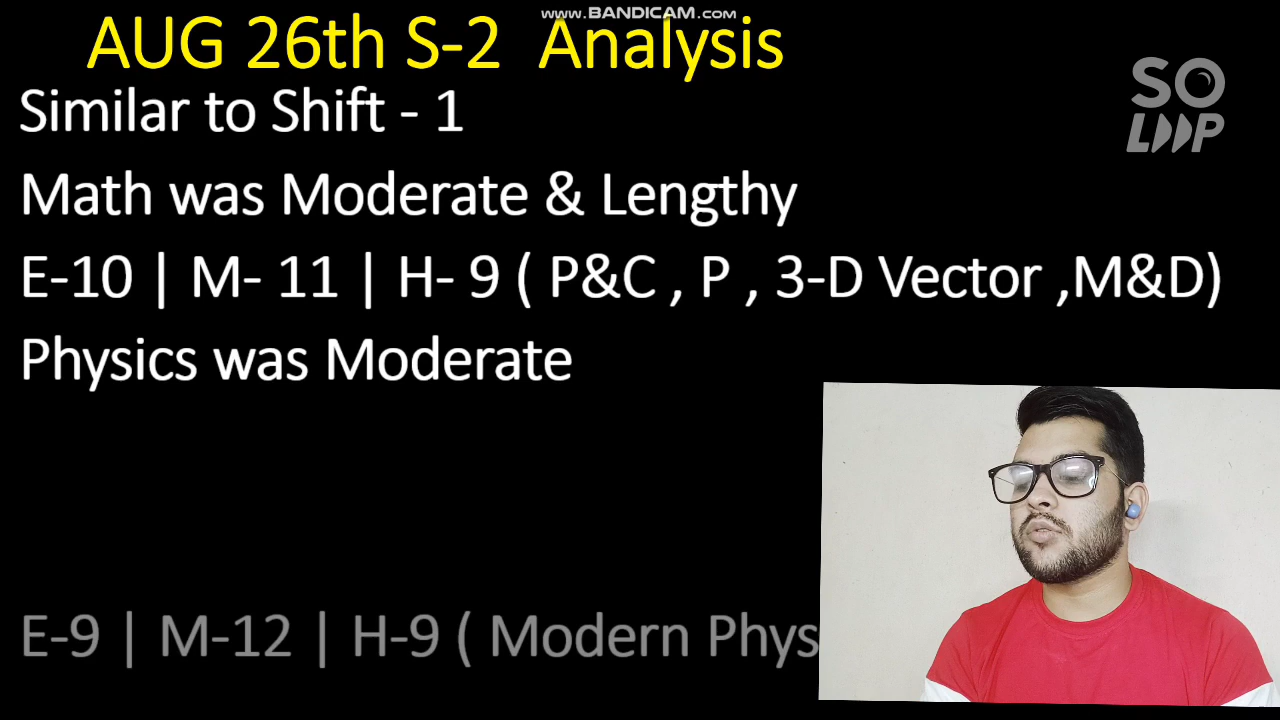 www.BANDICAM.com
AUG 26th S-2 Analysis
SO
LOOP
Similar to Shift - 1
Math was Moderate & Lengthy
E-10 | M- 11 | H- 9 ( P&C , P , 3-D Vector ,M&D)
Physics was Moderate
E-9 | M-12 | H-9 ( Modern Phys